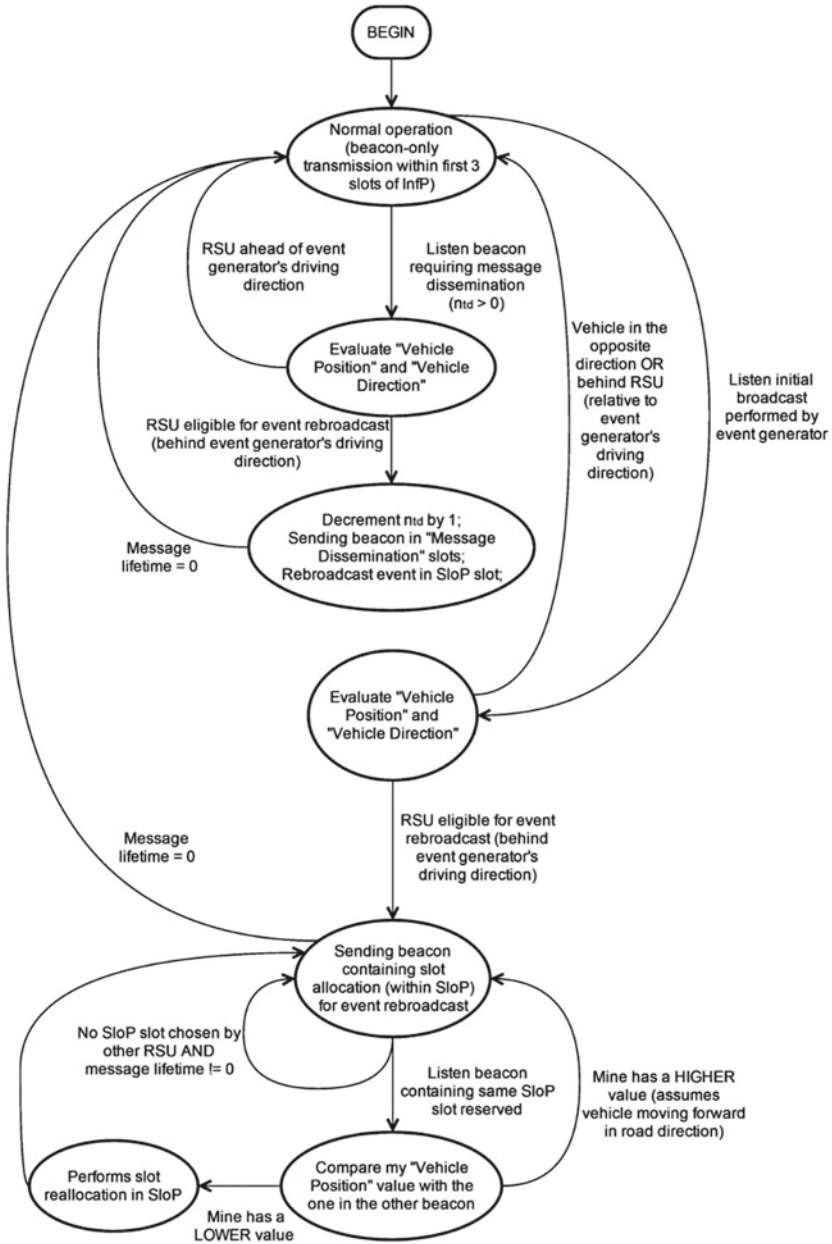 BEGIN
Normal operation
(beacon-only
transmission within first 3
slots of InfP)
RSU ahead of event
generator's driving
direction
Listen beacon
requiring message
dissemination
(ntd > 0)
Vehicle in the
opposite
direction OR
behind RSU
(relative to
event
generator's
driving
direction)
Listen initial
broadcast
performed by
event generator
Evaluate "Vehicle
Position" and "Vehicle
Direction"
RSU eligible for event rebroadcast
(behind event generator's driving
direction)
Message
lifetime = 0
Decrement ntd by 1;
Sending beacon in "Message
Dissemination" slots;
Rebroadcast event in SloP slot;
Evaluate "Vehicle
Position" and
"Vehicle Direction"
Message
lifetime = 0
RSU eligible for event
rebroadcast (behind
event generator's
driving direction)
Sending beacon
containing slot
allocation (within SloP)
for event rebroadcast
No SloP slot chosen by
other RSU AND
message lifetime != 0
Listen beacon
containing same SloP
slot reserved
Mine has a HIGHER
value (assumes
vehicle moving forward
in road direction)
Performs slot
reallocation in SloP
Mine has a
LOWER value
Compare my "Vehicle
Position" value with the
one in the other beacon